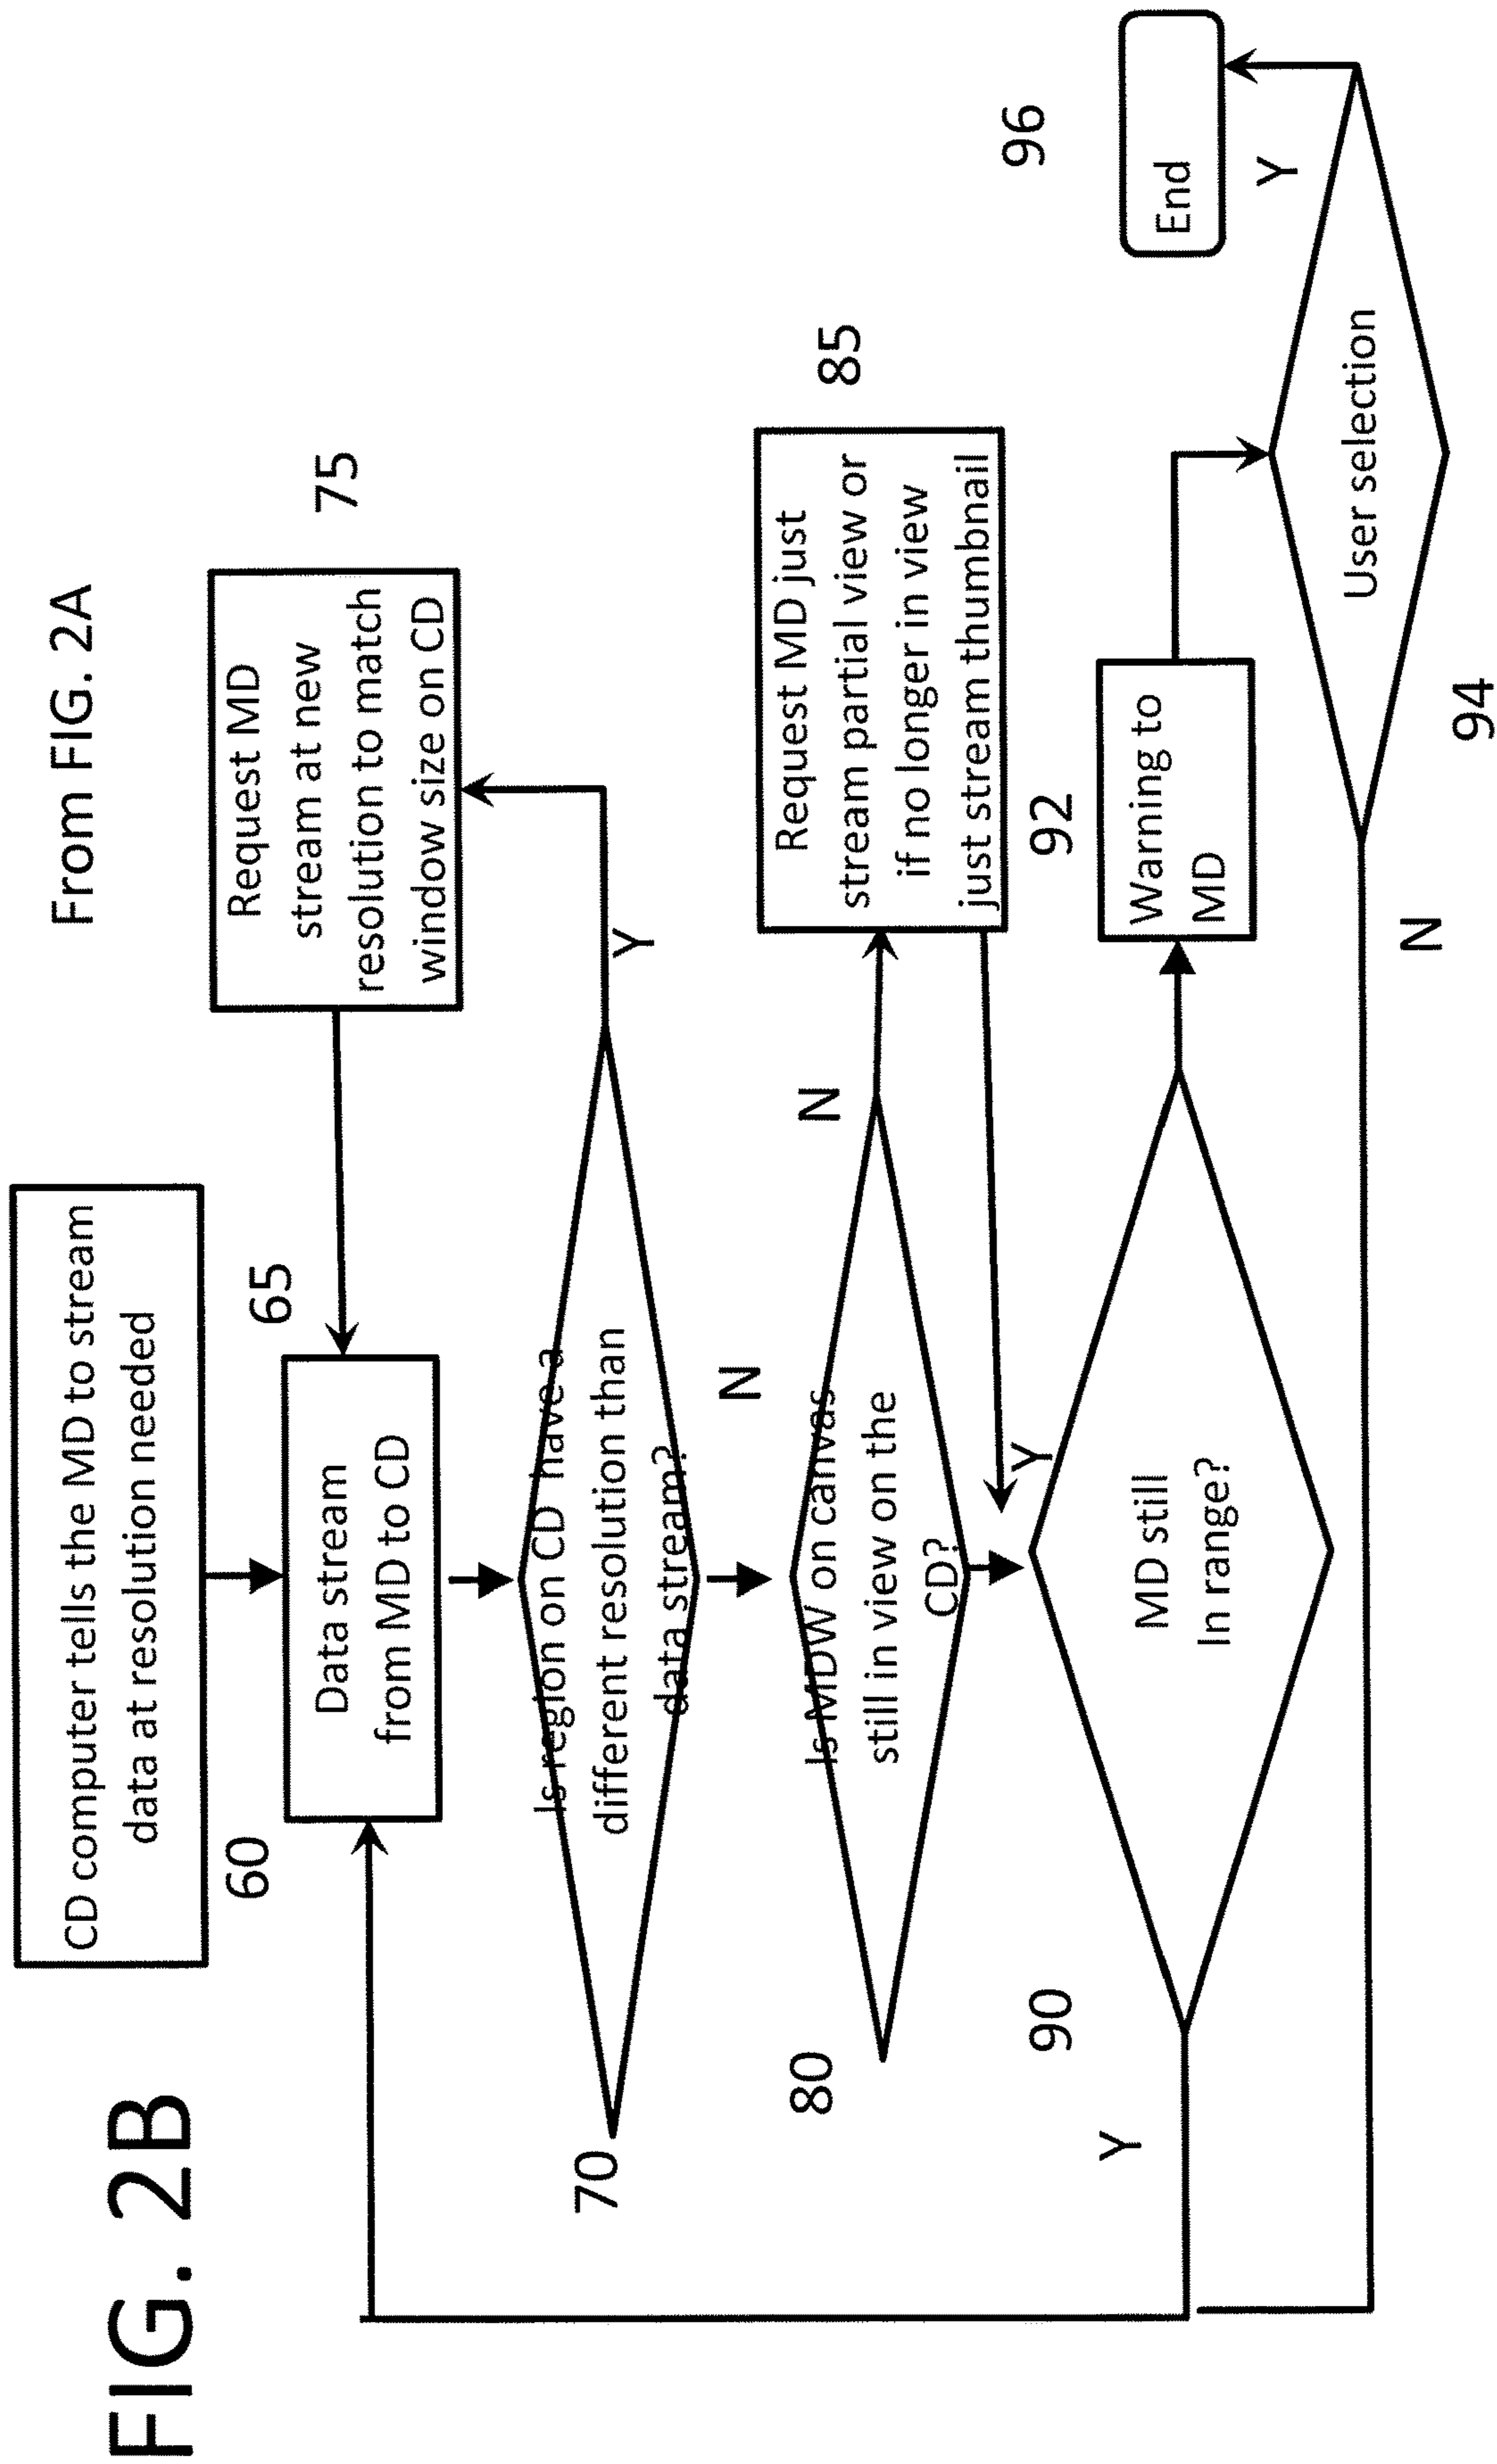 FIG. 2B
From FIG. 2A
CD computer tells the MD to stream
data at resolution needed
60
65
Data stream
from MD to CD
75
Request MD
stream at new
resolution to match
window size on CD
70
Is region on CD have a
different resolution than
data stream?
Y
N
80
Is MDW on canvas
still in view on the
CD?
N
85
Request MD just
stream partial view or
if no longer in view
just stream thumbnail
Y
90
MD still
In range?
Y
92
Warning to
MD
94
User selection
N
Y
96
End